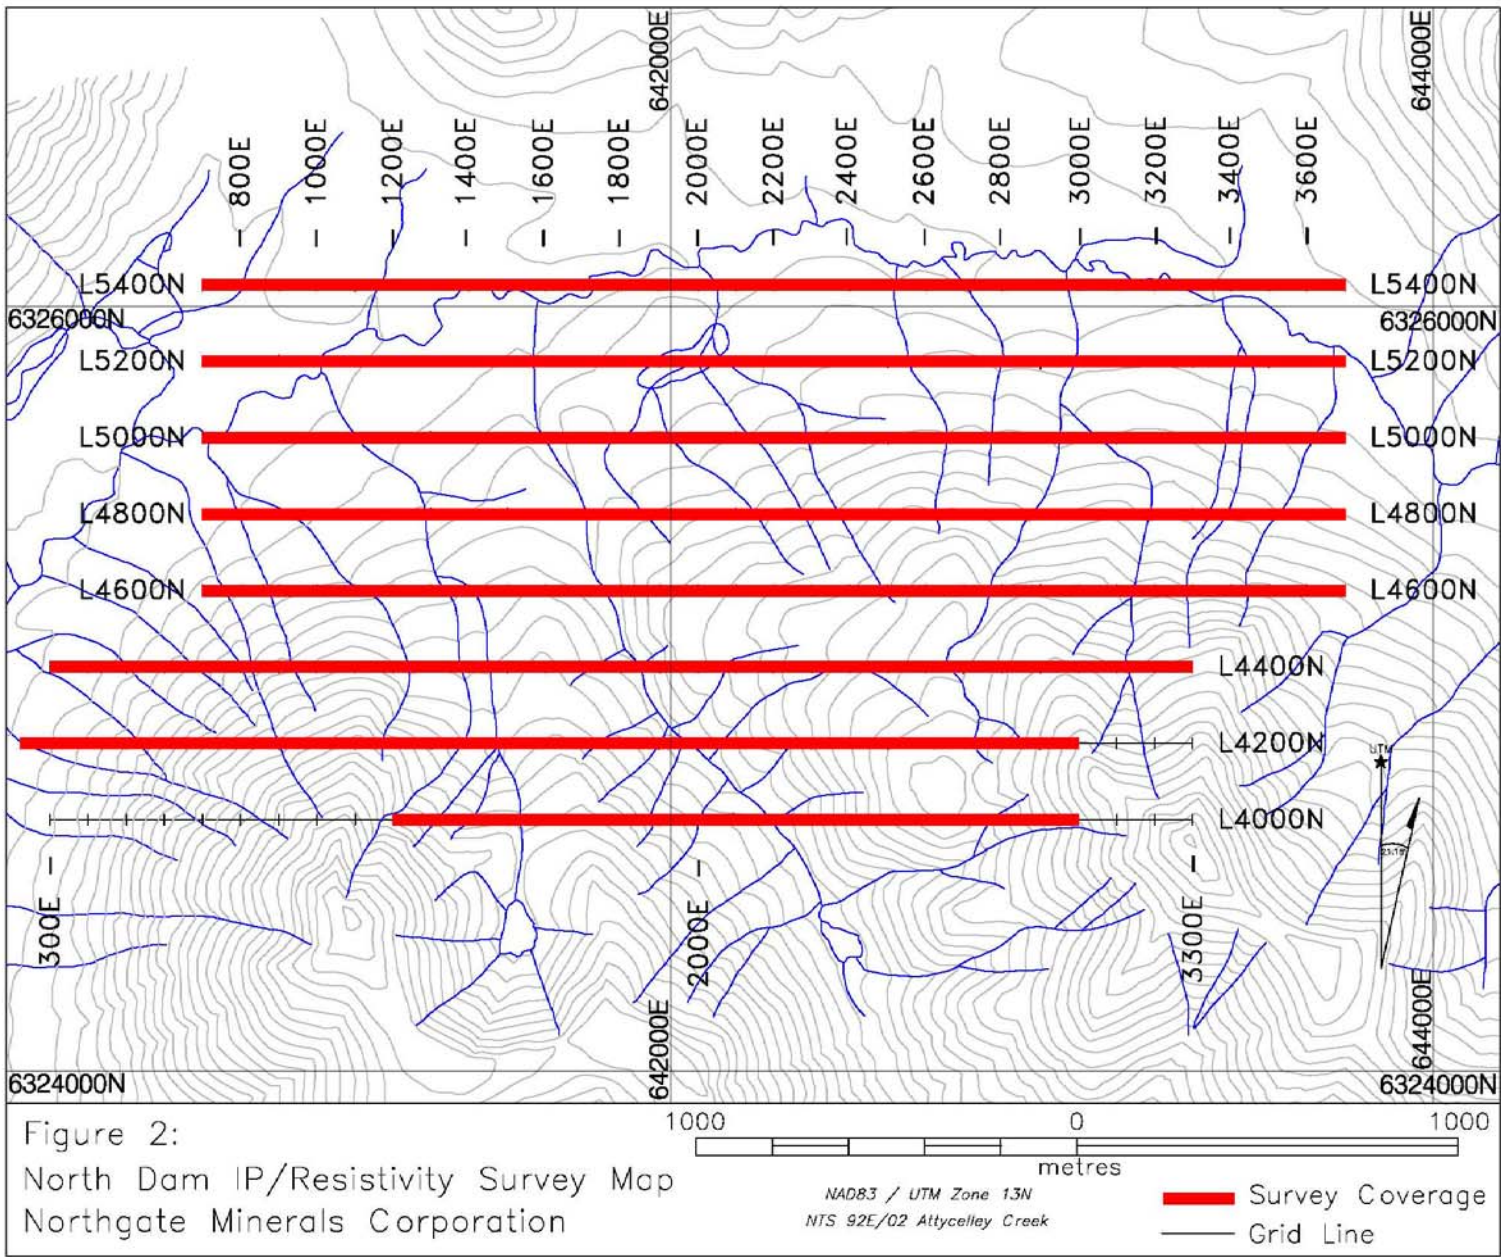 642000E
644000E
800E 1000E 1200E 1400E 1600E 1800E 2000E 2200E 2400E 2600E 2800E 3000E 3200E 3400E 3600E
L5400N L5400N
6326000N 6326000N
L5200N L5200N
L5000N L5000N
L4800N L4800N
L4600N L4600N
L4400N
L4200N
UTM
L4000N
300E 2000E 3300E
642000E
644000E
6324000N 6324000N
Figure 2:
North Dam IP/Resistivity Survey Map
Northgate Minerals Corporation
1000 0 1000
metres
NAD83 / UTM Zone 13N
NTS 92E/02 Attycelley Creek
Survey Coverage
Grid Line